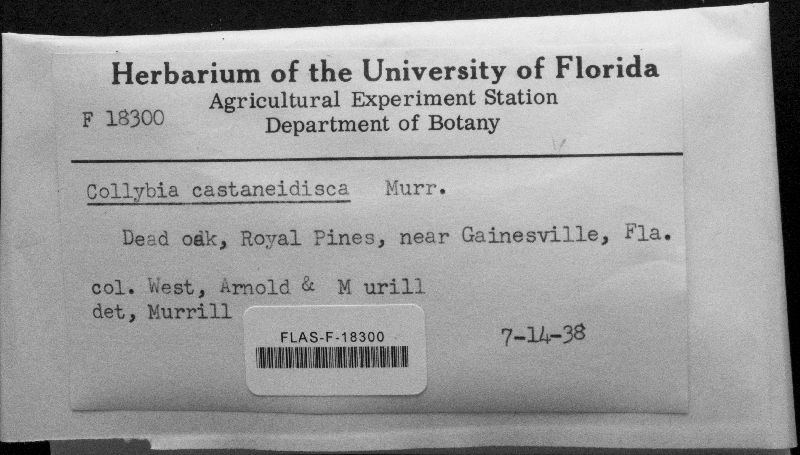 Herbarium of the University of Florida
Agricultural Experiment Station
F 18300
Department of Botany
Collybia castaneidisca Murr.
Dead oak, Royal Pines, near Gainesville, Fla.
col. West, Arnold & M urill
det, Murrill
FLAS-F-18300
7-14-38